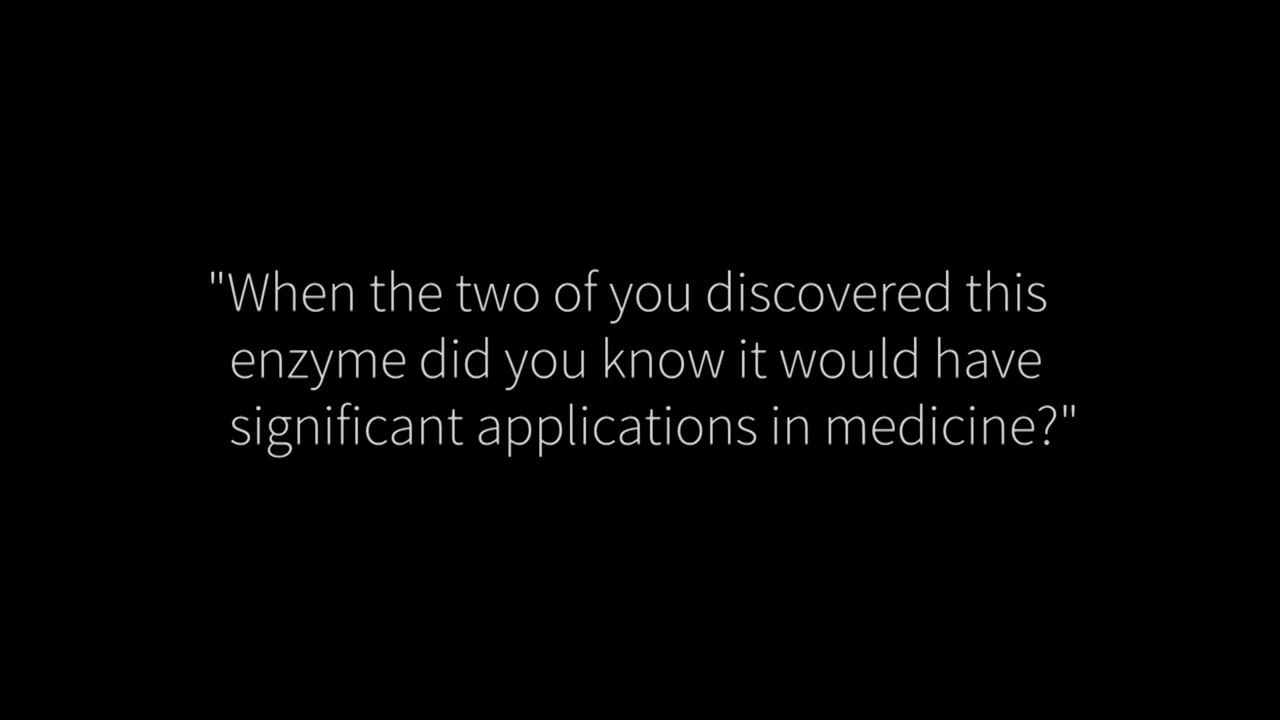 "When the two of you discovered this
enzyme did you know it would have
significant applications in medicine?"